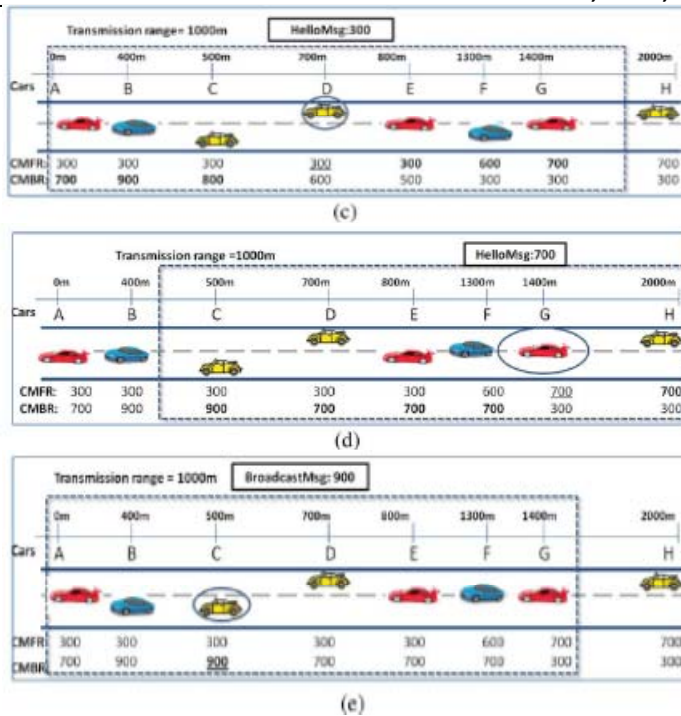 Transmission range= 1000m HelloMsg:300
0m 400m 500m 700m 800m 1300m 1400m 2000m
Cars A B C D E F G H
CMFR: 300 300 300 300 300 600 700 700
CMBR: 700 900 800 600 500 300 300 300
(c)
Transmission range =1000m HelloMsg:700
0m 400m 500m 700m 800m 1300m 1400m 2000m
Cars A B C D E F G H
CMFR: 300 300 300 300 300 600 700 700
CMBR: 700 900 900 700 700 700 300 300
(d)
Transmission range = 1000m BroadcastMsg: 900
0m 400m 500m 700m 800m 1300m 1400m 2000m
Cars A B C D E F G H
CMFR 300 300 300 300 300 600 700 700
CMBR 700 900 900 700 700 700 300 300
(e)